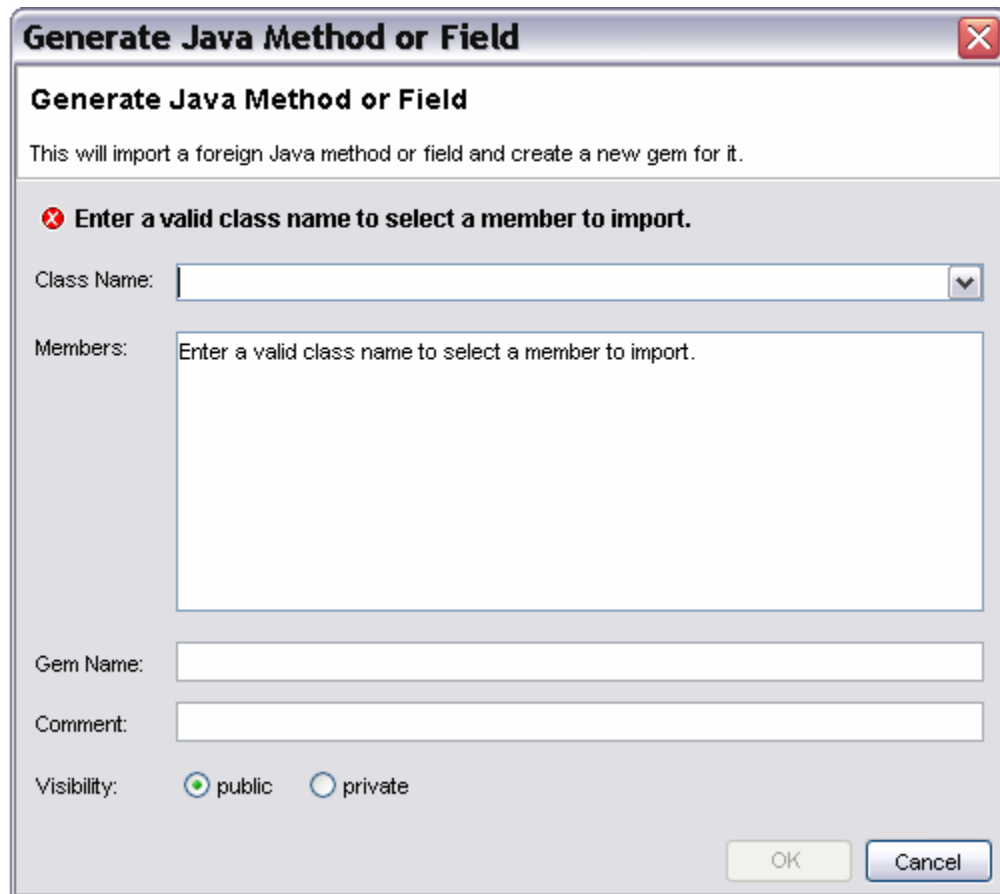 Generate Java Method or Field
Generate Java Method or Field
This will import a foreign Java method or field and create a new gem for it.
Enter a valid class name to select a member to import.
Class Name:
Members:
Enter a valid class name to select a member to import.
Gem Name:
Comment:
Visibility:
public
private
OK
Cancel